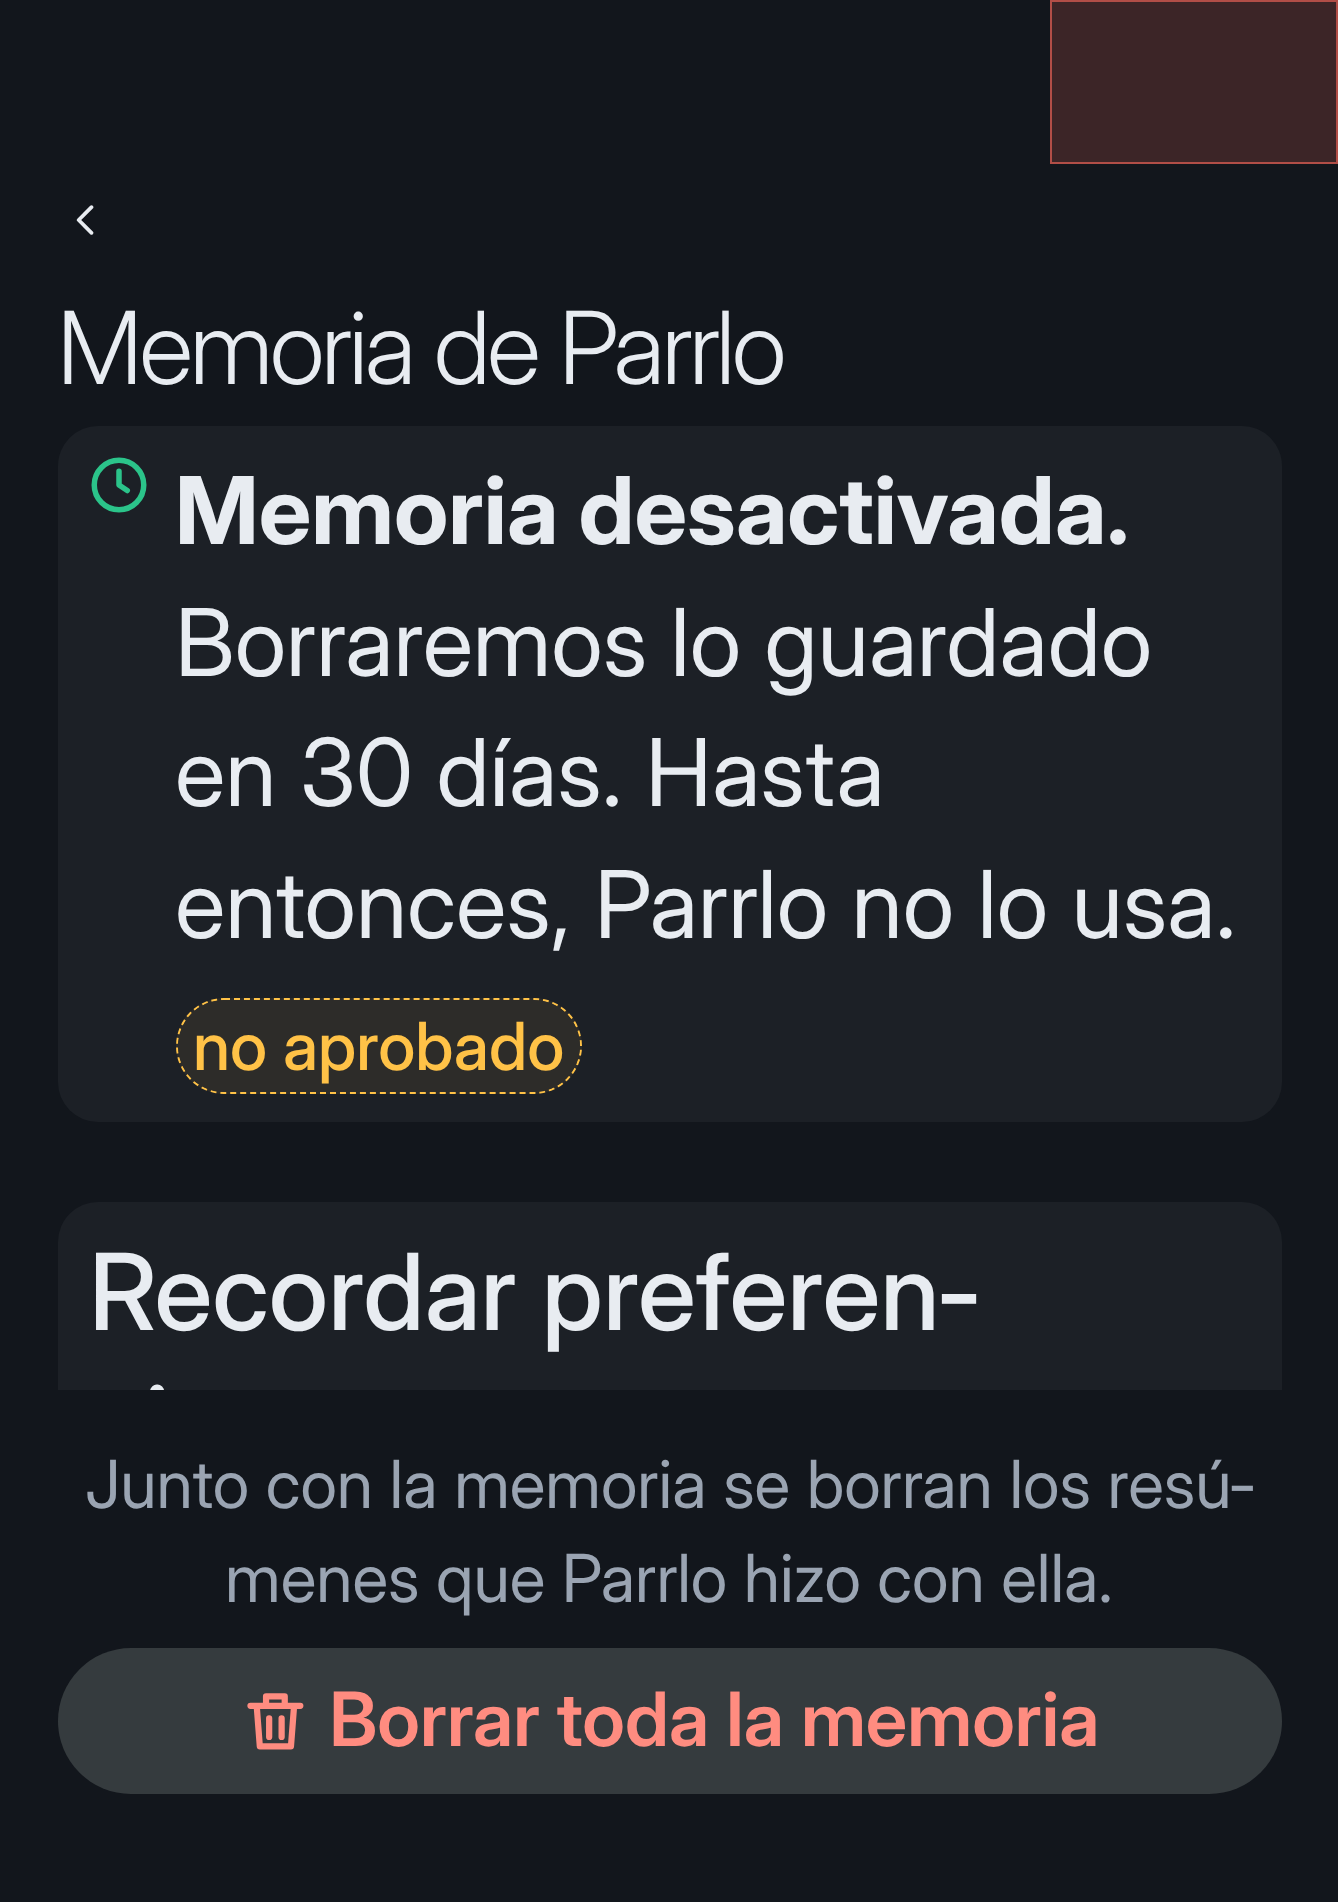 Memoria de Parrlo
Memoria desactivada.
Borraremos lo guardado
en 30 días. Hasta
entonces, Parrlo no lo usa.
no aprobado
Recordar preferen-
Junto con la memoria se borran los resú-
menes que Parrlo hizo con ella.
Borrar toda la memoria